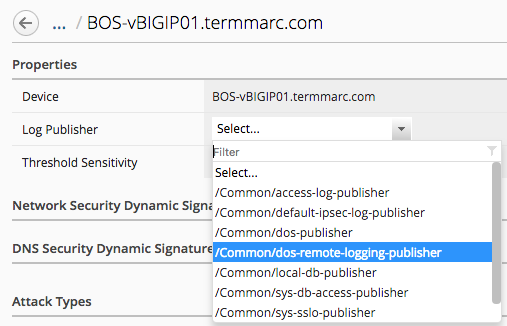 ... / BOS-vBIGIP01.termmarc.com
Properties
Device BOS-vBIGIP01.termmarc.com
Log Publisher Select...
Filter
Threshold Sensitivity
Select...
/Common/access-log-publisher
/Common/default-ipsec-log-publisher
Network Security Dynamic Signa
/Common/dos-publisher
DNS Security Dynamic Signature
/Common/dos-remote-logging-publisher
/Common/local-db-publisher
/Common/sys-db-access-publisher
Attack Types
/Common/sys-sslo-publisher